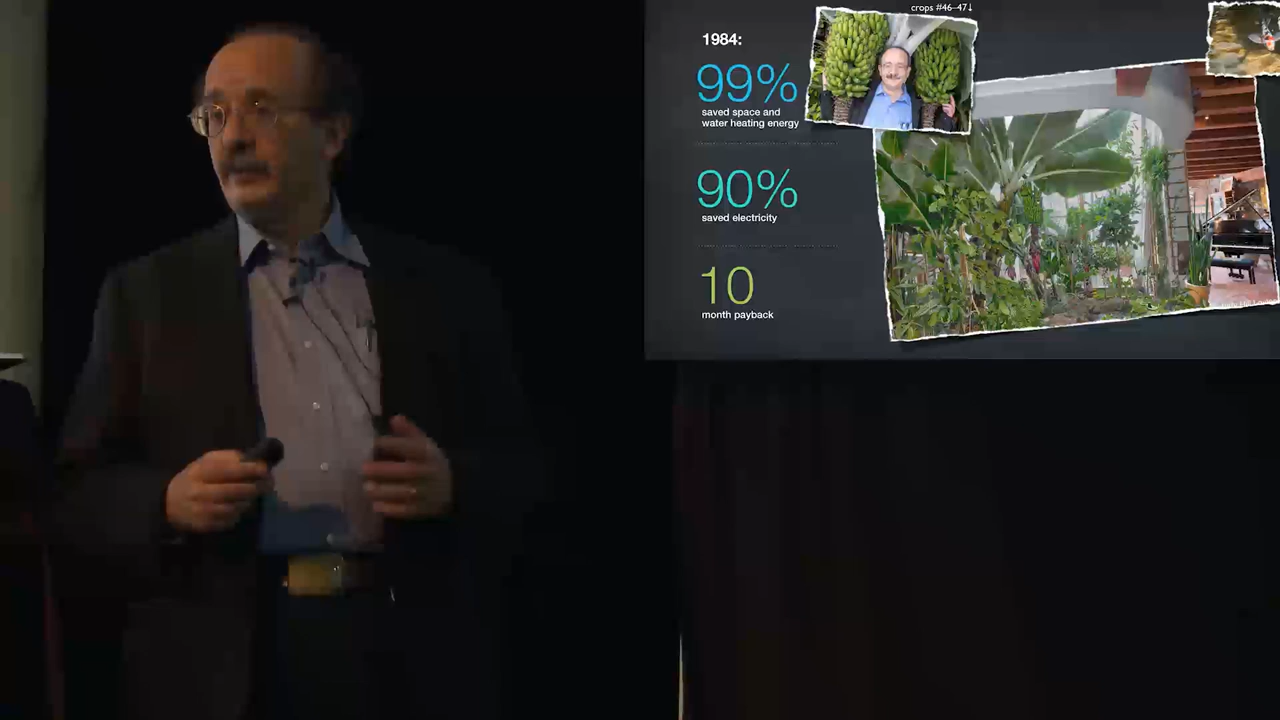 crops #46–47↓
1984:
99%
saved space and
water heating energy
90%
saved electricity
10
month payback